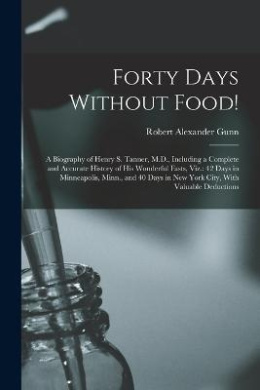 FORTY DAYS
WITHOUT FOOD!
Robert Alexander Gunn
A Biography of Henry S. Tanner, M.D., Including a Complete
and Accurate History of His Wonderful Fasts, Viz.: 42 Days in
Minneapolis, Minn., and 40 Days in New York City, With
Valuable Deductions